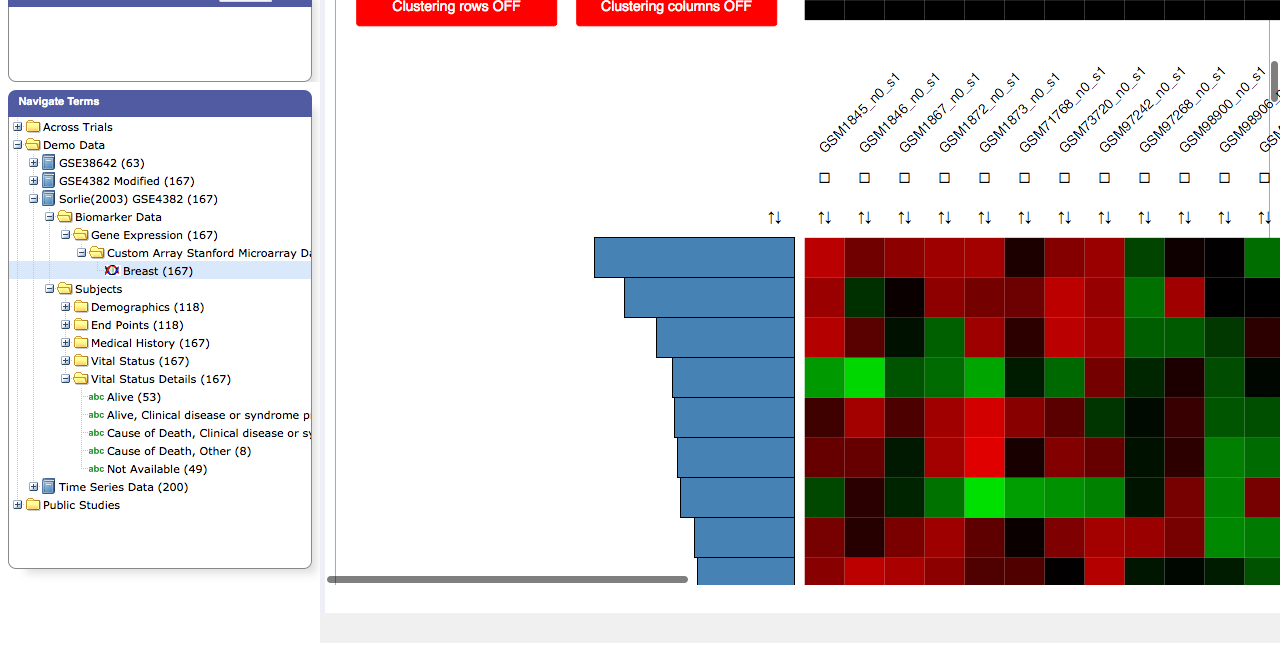 Clustering rows OFF
Clustering columns OFF
Navigate Terms
Across Trials
Demo Data
GSE38642 (63)
GSE4382 Modified (167)
Sorlie(2003) GSE4382 (167)
Biomarker Data
Gene Expression (167)
Custom Array Stanford Microarray Da
Breast (167)
Subjects
Demographics (118)
End Points (118)
Medical History (167)
Vital Status (167)
Vital Status Details (167)
abc Alive (53)
abc Alive, Clinical disease or syndrome p
abc Cause of Death, Clinical disease or sy
abc Cause of Death, Other (8)
abc Not Available (49)
Time Series Data (200)
Public Studies
GSM1845_n0_s1
GSM1846_n0_s1
GSM1867_n0_s1
GSM1872_n0_s1
GSM1873_n0_s1
GSM71768_n0_s1
GSM73720_n0_s1
GSM97242_n0_s1
GSM97268_n0_s1
GSM98900_n0_s1
GSM98906_n
GSM